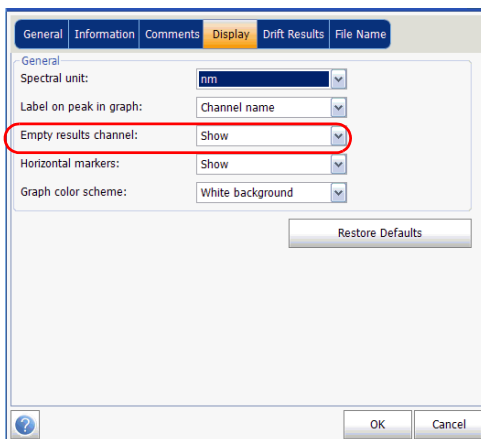 General Information Comments Display Drift Results File Name
General
Spectral unit: nm
Label on peak in graph: Channel name
Empty results channel: Show
Horizontal markers: Show
Graph color scheme: White background
Restore Defaults
? OK Cancel